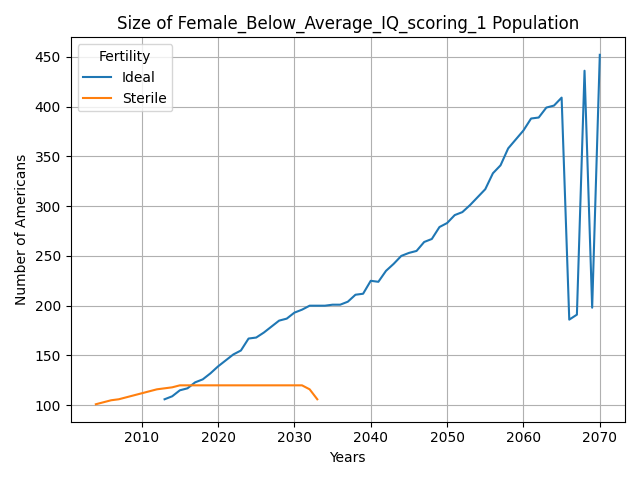 Size of Female_Below_Average_IQ_scoring_1 Population
Fertility
Ideal
Sterile
Number of Americans
450
400
350
300
250
200
150
100
2010 2020 2030 2040 2050 2060 2070
Years